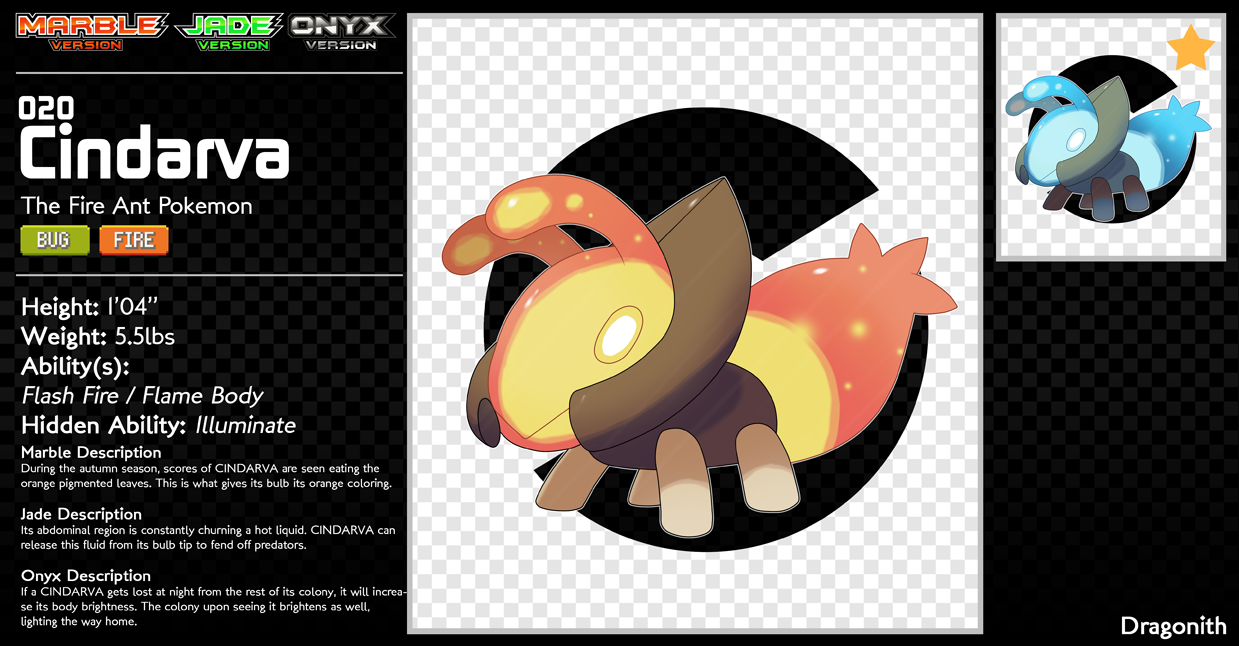 MARBLE VERSION JADE VERSION ONYX VERSION
020
Cindarva
The Fire Ant Pokemon
BUG FIRE
Height: 1'04''
Weight: 5.5lbs
Ability(s):
Flash Fire / Flame Body
Hidden Ability: Illuminate
Marble Description
During the autumn season, scores of CINDARVA are seen eating the
orange pigmented leaves. This is what gives its bulb its orange coloring.
Jade Description
Its abdominal region is constantly churning a hot liquid. CINDARVA can
release this fluid from its bulb tip to fend off predators.
Onyx Description
If a CINDARVA gets lost at night from the rest of its colony, it will increa-
se its body brightness. The colony upon seeing it brightens as well,
lighting the way home.
Dragonith